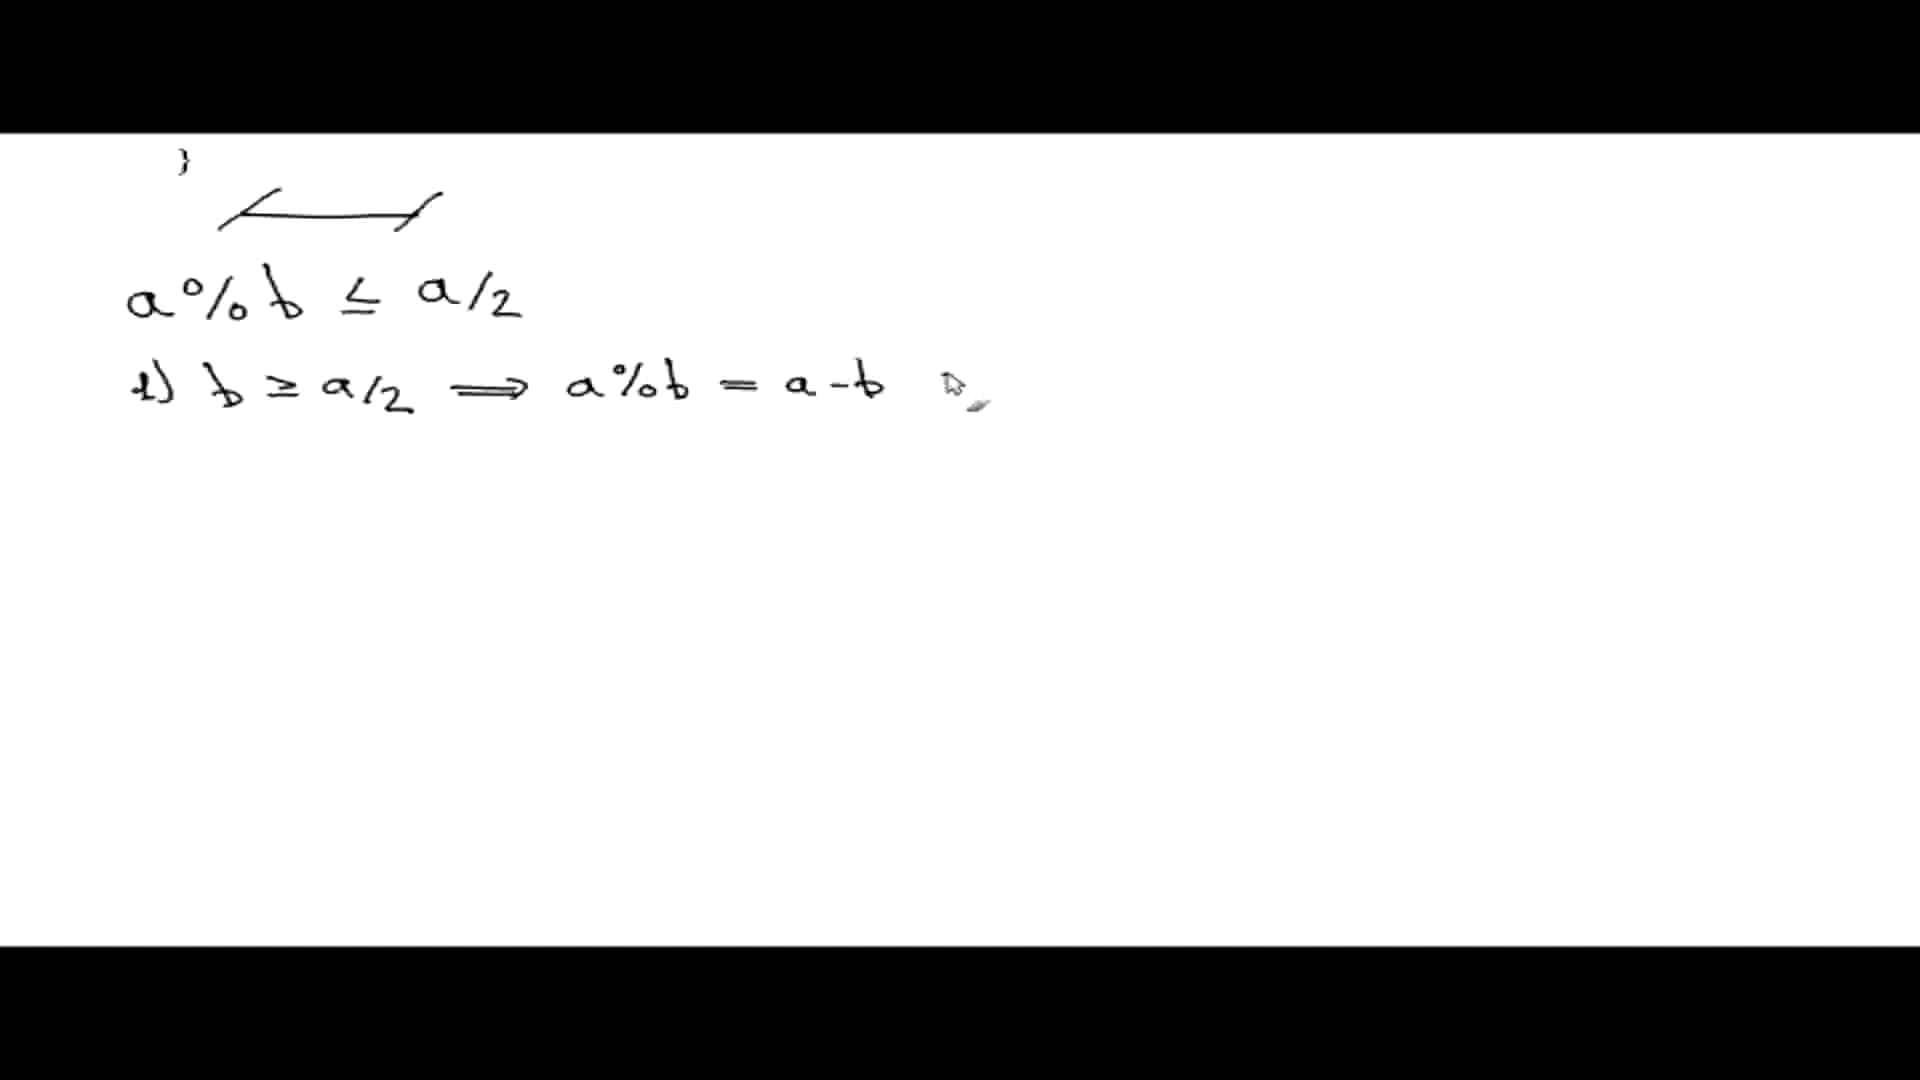 }
a%b ≤ a/2
1) b ≥ a/2 ⟹ a%b = a-b